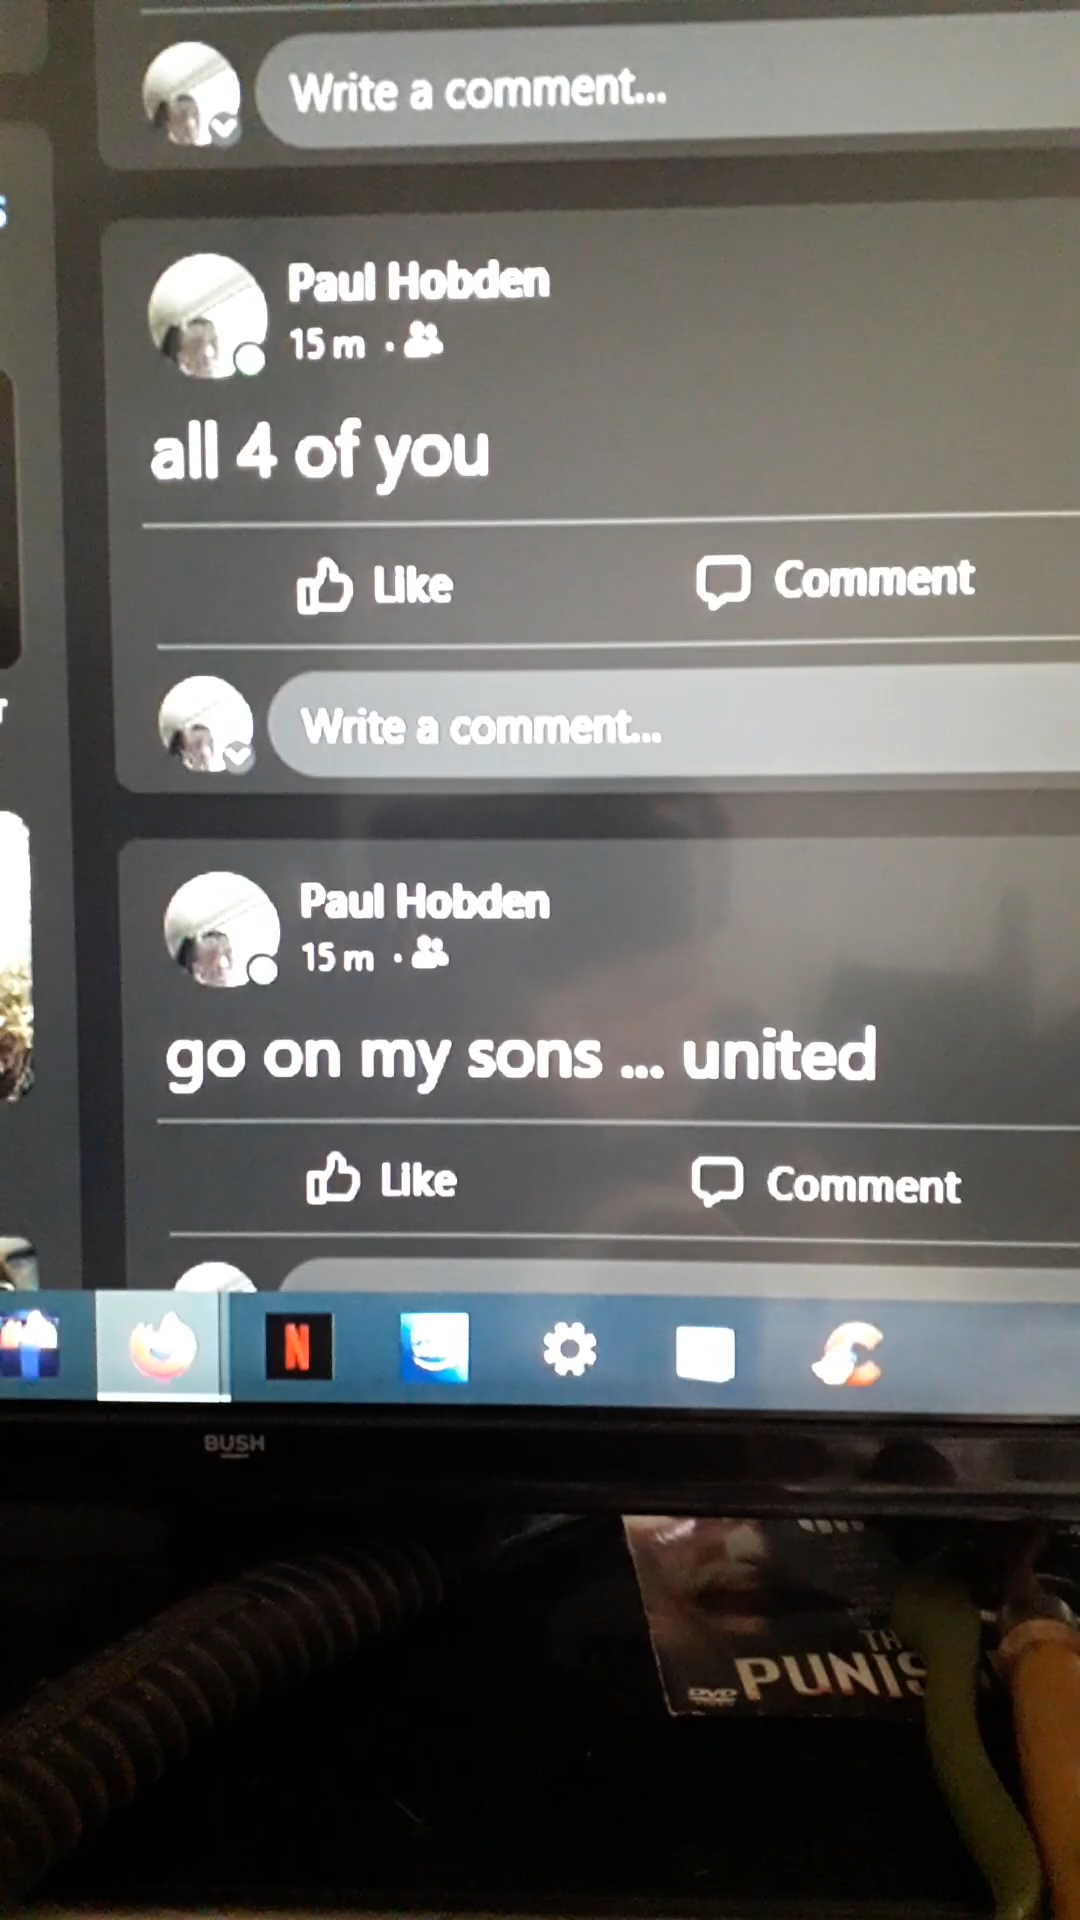 Write a comment...
Paul Hobden
15 m ·
all 4 of you
Like
Comment
Write a comment...
Paul Hobden
15 m ·
go on my sons ... united
Like
Comment
N
BUSH
DVD